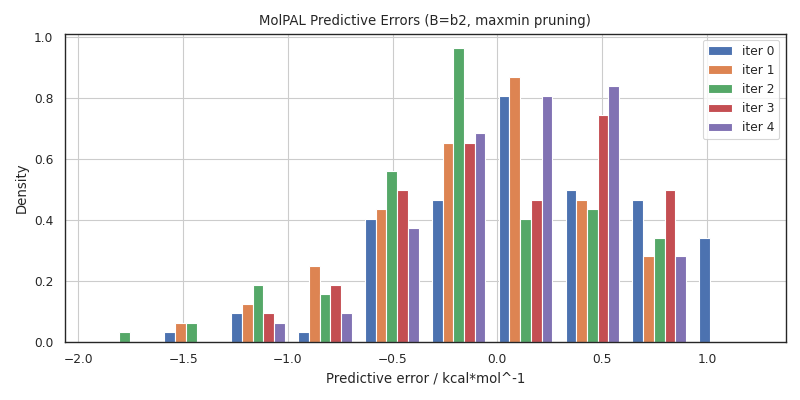 MolPAL Predictive Errors (B=b2, maxmin pruning)
iter 0
iter 1
iter 2
iter 3
iter 4
Density
1.0
0.8
0.6
0.4
0.2
0.0
−2.0 −1.5 −1.0 −0.5 0.0 0.5 1.0
Predictive error / kcal*mol^-1